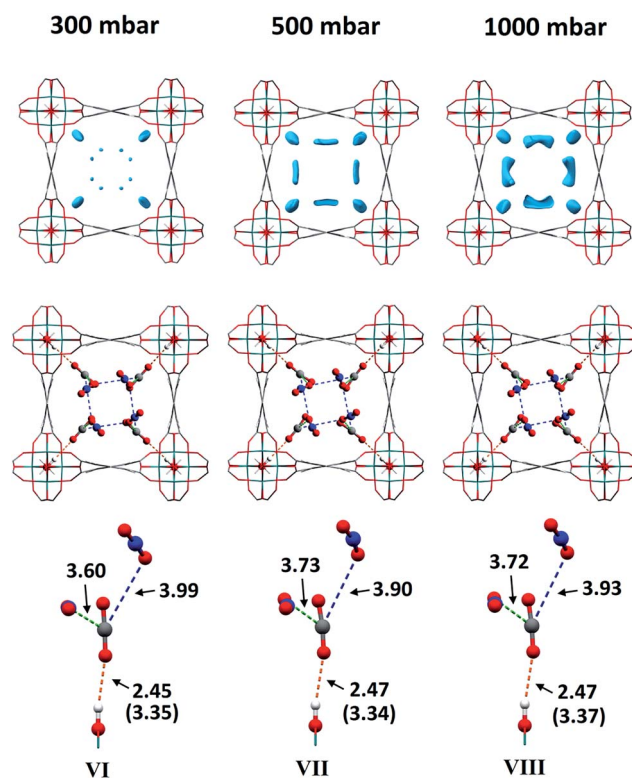 300 mbar 500 mbar 1000 mbar
3.60 3.99 3.73 3.90 3.72 3.93
2.45 2.47 2.47
(3.35) (3.34) (3.37)
VI VII VIII